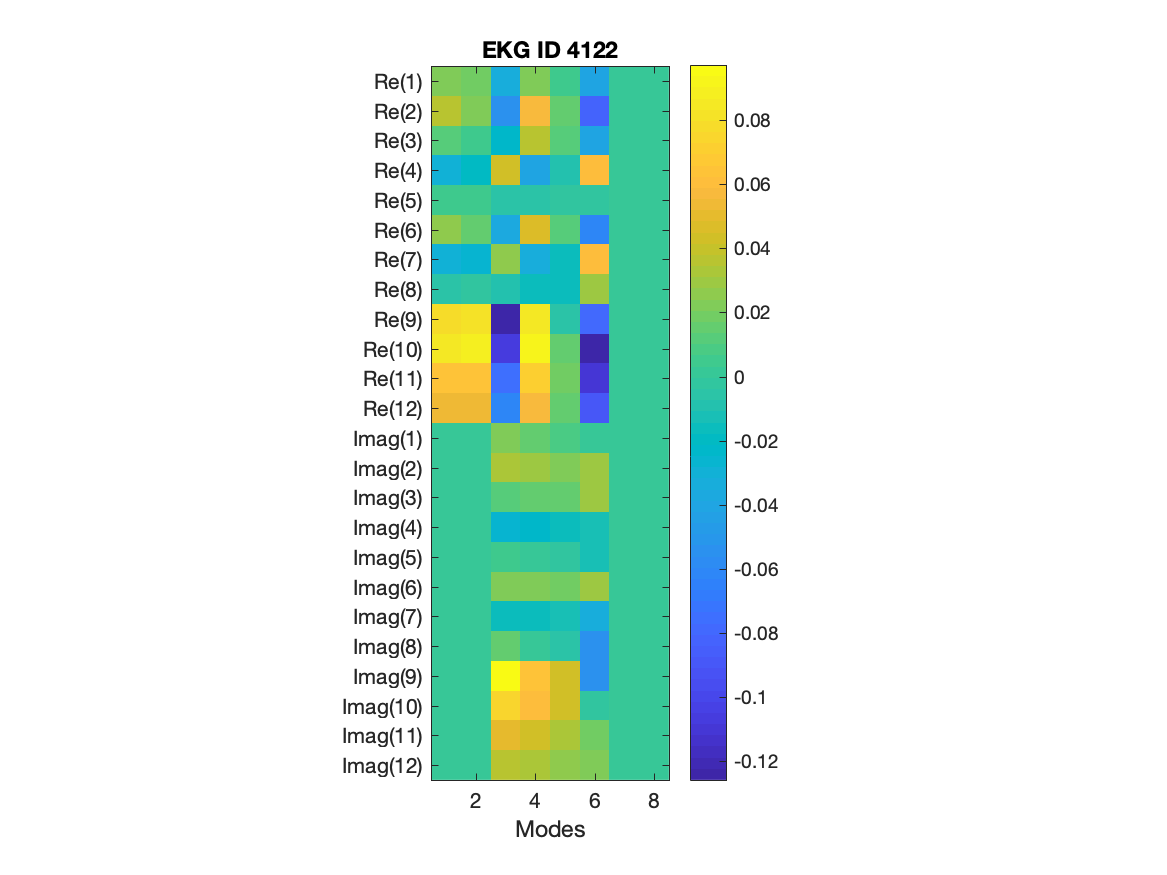 EKG ID 4122
Re(1)
Re(2)
Re(3)
Re(4)
Re(5)
Re(6)
Re(7)
Re(8)
Re(9)
Re(10)
Re(11)
Re(12)
Imag(1)
Imag(2)
Imag(3)
Imag(4)
Imag(5)
Imag(6)
Imag(7)
Imag(8)
Imag(9)
Imag(10)
Imag(11)
Imag(12)
2 4 6 8
Modes
0.08
0.06
0.04
0.02
0
-0.02
-0.04
-0.06
-0.08
-0.1
-0.12